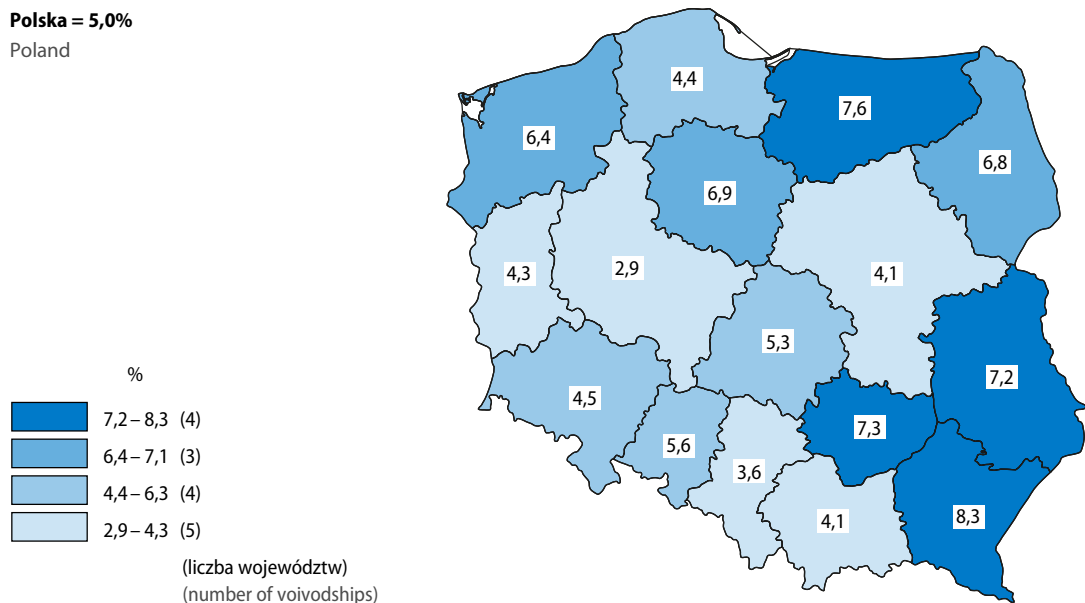 Polska = 5,0%
Poland
4,4
7,6
6,4
6,8
6,9
4,3
2,9
4,1
5,3
7,2
4,5
7,3
5,6
3,6
4,1
8,3
%
7,2 – 8,3 (4)
6,4 – 7,1 (3)
4,4 – 6,3 (4)
2,9 – 4,3 (5)
(liczba województw)
(number of voivodships)